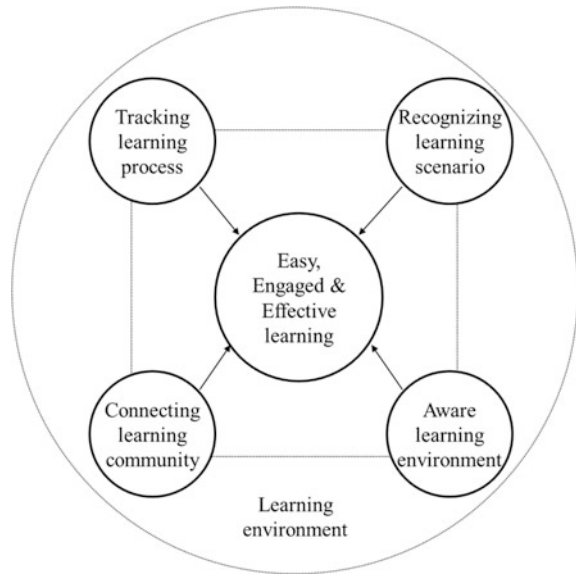 Tracking
learning
process
Recognizing
learning
scenario
Easy,
Engaged &
Effective
learning
Connecting
learning
community
Aware
learning
environment
Learning
environment